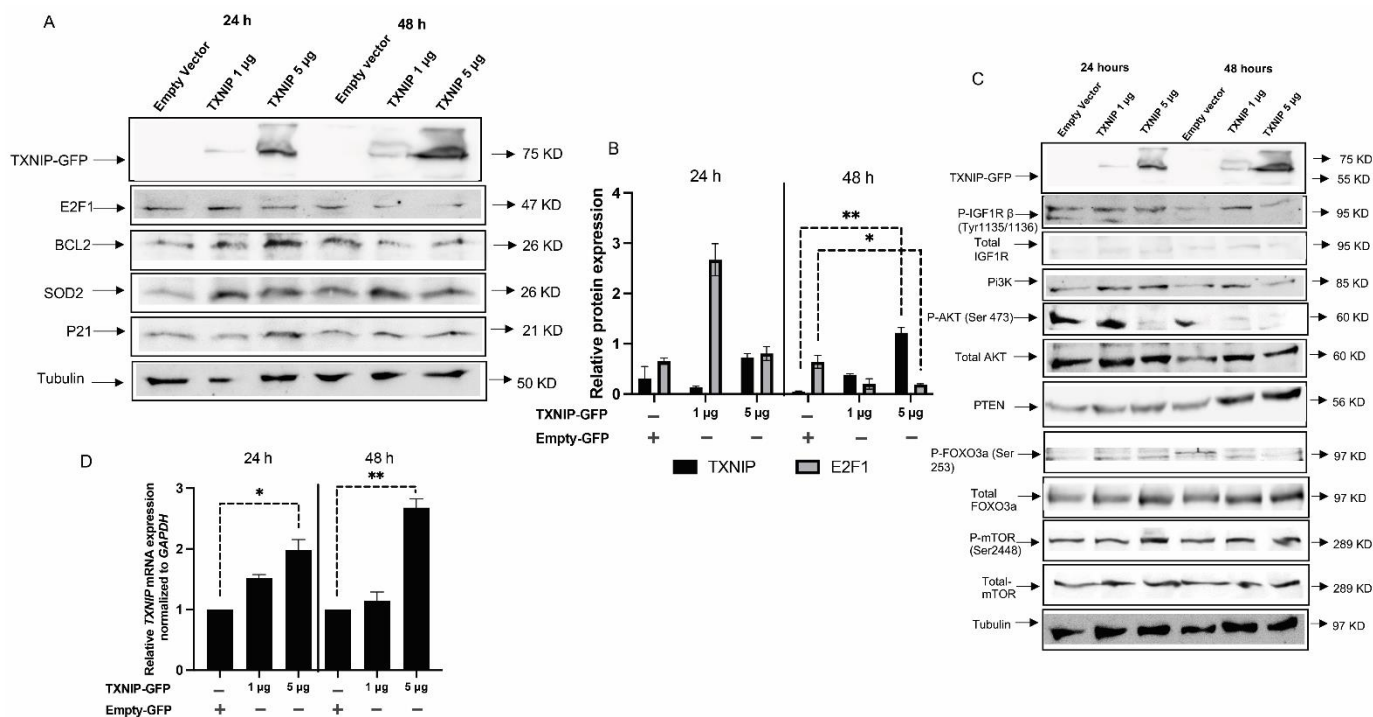 A
24 h
48 h
Empty Vector
TXNIP 1 µg
TXNIP 5 µg
Empty vector
TXNIP 1 µg
TXNIP 5 µg
TXNIP-GFP
75 KD
E2F1
47 KD
BCL2
26 KD
SOD2
26 KD
P21
21 KD
Tubulin
50 KD
B
24 h
48 h
**
*
Relative protein expression
4
3
2
1
0
TXNIP-GFP
− 1 µg 5 µg − 1 µg 5 µg
Empty-GFP
+ − − + − −
TXNIP
E2F1
C
24 hours
48 hours
Empty Vector
TXNIP 1 µg
TXNIP 5 µg
Empty vector
TXNIP 1 µg
TXNIP 5 µg
TXNIP-GFP
75 KD
55 KD
P-IGF1R β
(Tyr1135/1136)
95 KD
Total
IGF1R
95 KD
Pi3K
85 KD
P-AKT (Ser 473)
60 KD
Total AKT
60 KD
PTEN
56 KD
P-FOXO3a (Ser
253)
97 KD
Total
FOXO3a
97 KD
P-mTOR
(Ser2448)
289 KD
Total-
mTOR
289 KD
Tubulin
97 KD
D
24 h
48 h
*
**
Relative TXNIP mRNA expression
normalized to GAPDH
3
2
1
0
TXNIP-GFP
− 1 µg 5 µg − 1 µg 5 µg
Empty-GFP
+ − − + − −